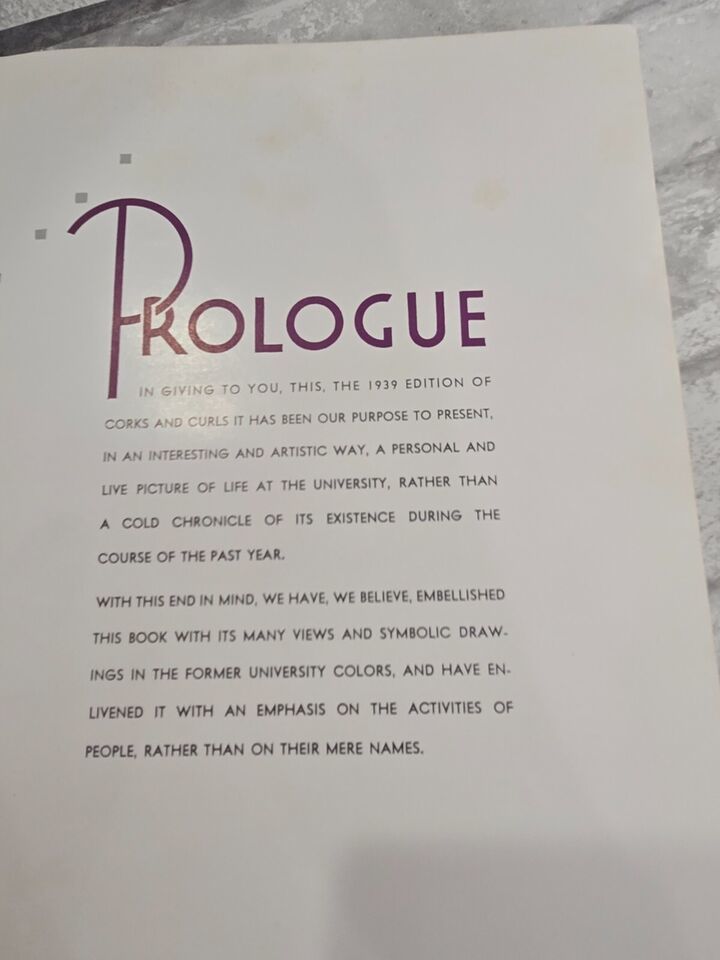 PROLOGUE
IN GIVING TO YOU, THIS, THE 1939 EDITION OF
CORKS AND CURLS IT HAS BEEN OUR PURPOSE TO PRESENT,
IN AN INTERESTING AND ARTISTIC WAY, A PERSONAL AND
LIVE PICTURE OF LIFE AT THE UNIVERSITY, RATHER THAN
A COLD CHRONICLE OF ITS EXISTENCE DURING THE
COURSE OF THE PAST YEAR.
WITH THIS END IN MIND, WE HAVE, WE BELIEVE, EMBELLISHED
THIS BOOK WITH ITS MANY VIEWS AND SYMBOLIC DRAW-
INGS IN THE FORMER UNIVERSITY COLORS, AND HAVE EN-
LIVENED IT WITH AN EMPHASIS ON THE ACTIVITIES OF
PEOPLE, RATHER THAN ON THEIR MERE NAMES.